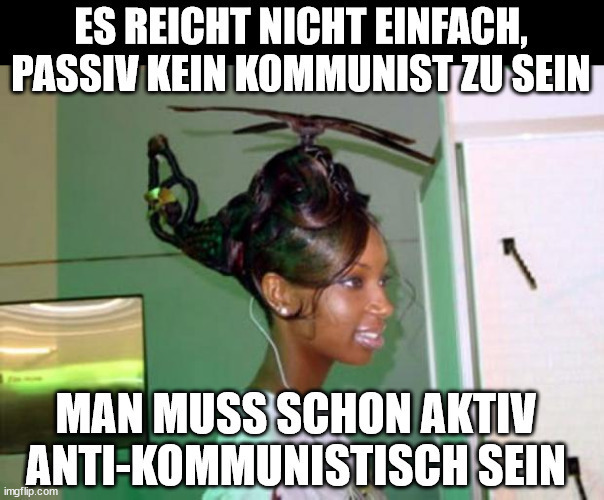 ES REICHT NICHT EINFACH,
PASSIV KEIN KOMMUNIST ZU SEIN
MAN MUSS SCHON AKTIV
ANTI-KOMMUNISTISCH SEIN
imgflip.com